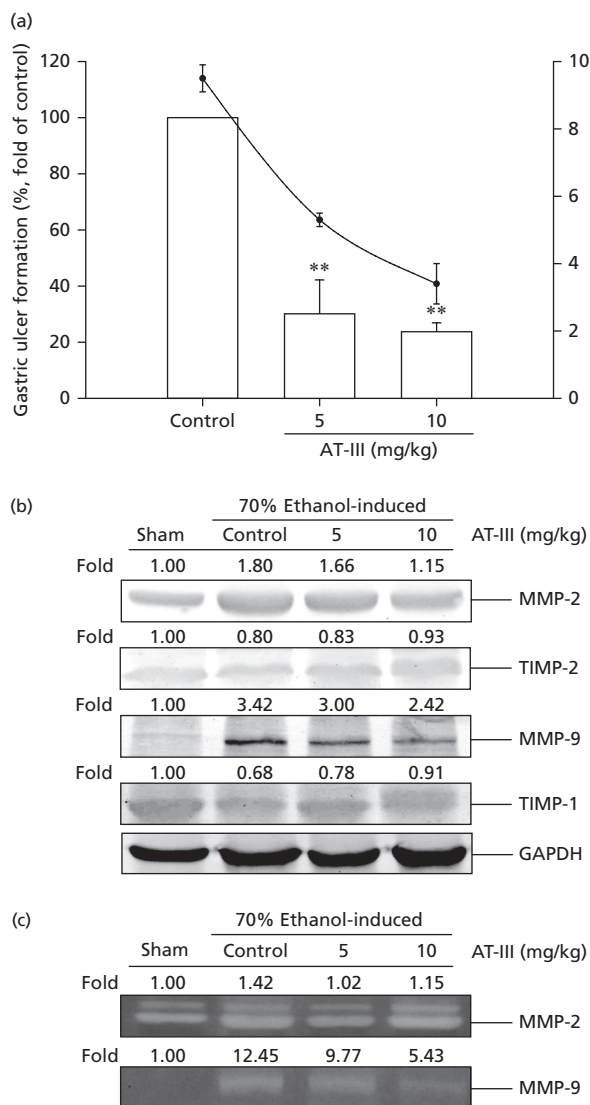 (a)
Gastric ulcer formation (%, fold of control)
120
100
80
60
40
20
0
10
8
6
4
2
0
** **
Control 5 10
AT-III (mg/kg)
(b)
70% Ethanol-induced
Sham Control 5 10 AT-III (mg/kg)
Fold 1.00 1.80 1.66 1.15
MMP-2
Fold 1.00 0.80 0.83 0.93
TIMP-2
Fold 1.00 3.42 3.00 2.42
MMP-9
Fold 1.00 0.68 0.78 0.91
TIMP-1
GAPDH
(c)
70% Ethanol-induced
Sham Control 5 10 AT-III (mg/kg)
Fold 1.00 1.42 1.02 1.15
MMP-2
Fold 1.00 12.45 9.77 5.43
MMP-9